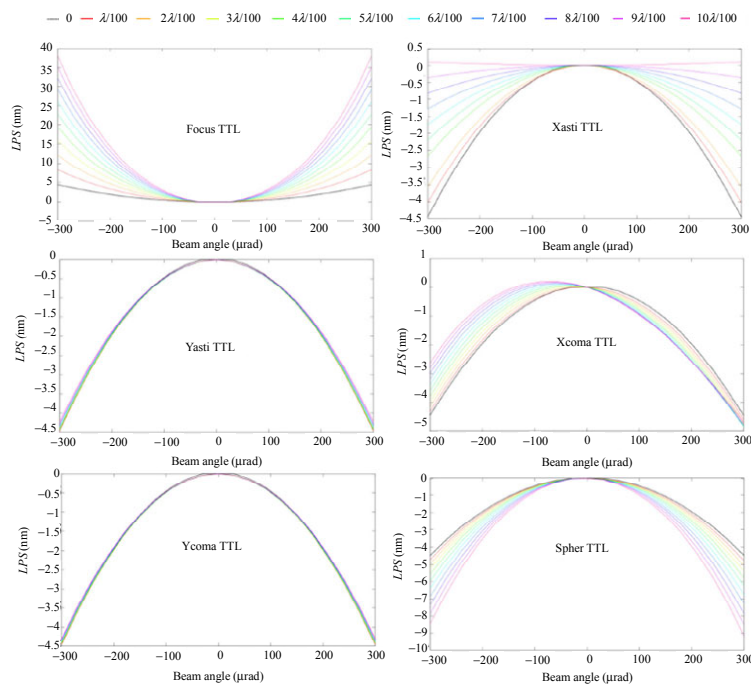 0 λ/100 2λ/100 3λ/100 4λ/100 5λ/100 6λ/100 7λ/100 8λ/100 9λ/100 10λ/100
40
35
30
25
20
15
10
5
0
−5
LPS (nm)
Focus TTL
−300 −200 −100 0 100 200 300
Beam angle (μrad)
0.5
0
−0.5
−1
−1.5
−2
−2.5
−3
−3.5
−4
−4.5
LPS (nm)
Xasti TTL
−300 −200 −100 0 100 200 300
Beam angle (μrad)
0
−0.5
−1
−1.5
−2
−2.5
−3
−3.5
−4
−4.5
LPS (nm)
Yasti TTL
−300 −200 −100 0 100 200 300
Beam angle (μrad)
1
0
−1
−2
−3
−4
−5
LPS (nm)
Xcoma TTL
−300 −200 −100 0 100 200 300
Beam angle (μrad)
0
−0.5
−1
−1.5
−2
−2.5
−3
−3.5
−4
−4.5
LPS (nm)
Ycoma TTL
−300 −200 −100 0 100 200 300
Beam angle (μrad)
0
−1
−2
−3
−4
−5
−6
−7
−8
−9
−10
LPS (nm)
Spher TTL
−300 −200 −100 0 100 200 300
Beam angle (μrad)